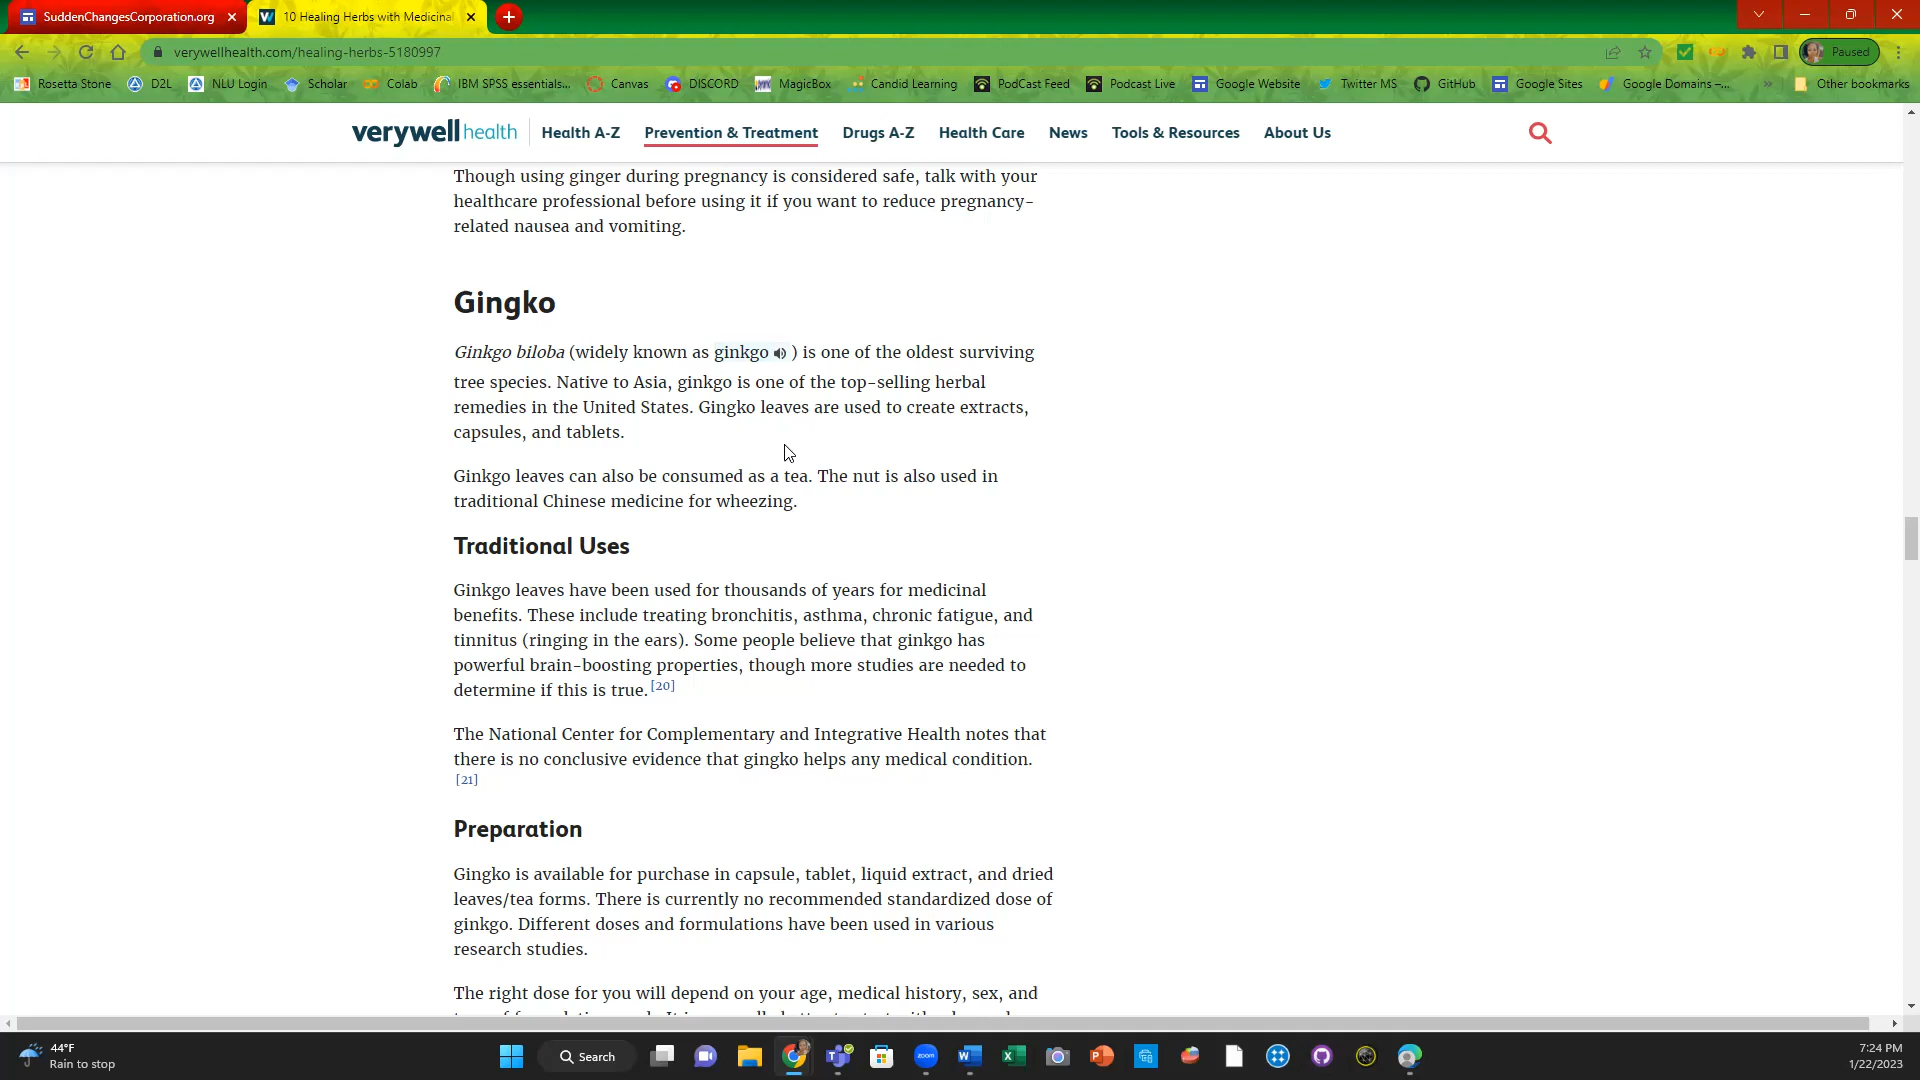 SuddenChangesCorporation.org
10 Healing Herbs with Medicinal
verywellhealth.com/healing-herbs-5180997
Paused
Rosetta Stone
D2L
NLU Login
Scholar
Colab
IBM SPSS essentials...
Canvas
DISCORD
MagicBox
Candid Learning
PodCast Feed
Podcast Live
Google Website
Twitter MS
GitHub
Google Sites
Google Domains –...
»
Other bookmarks
verywell health
Health A-Z
Prevention & Treatment
Drugs A-Z
Health Care
News
Tools & Resources
About Us
Though using ginger during pregnancy is considered safe, talk with your
healthcare professional before using it if you want to reduce pregnancy-
related nausea and vomiting.
Gingko
Ginkgo biloba (widely known as ginkgo ) is one of the oldest surviving
tree species. Native to Asia, ginkgo is one of the top-selling herbal
remedies in the United States. Gingko leaves are used to create extracts,
capsules, and tablets.
Ginkgo leaves can also be consumed as a tea. The nut is also used in
traditional Chinese medicine for wheezing.
Traditional Uses
Ginkgo leaves have been used for thousands of years for medicinal
benefits. These include treating bronchitis, asthma, chronic fatigue, and
tinnitus (ringing in the ears). Some people believe that ginkgo has
powerful brain-boosting properties, though more studies are needed to
determine if this is true. [20]
The National Center for Complementary and Integrative Health notes that
there is no conclusive evidence that gingko helps any medical condition.
[21]
Preparation
Gingko is available for purchase in capsule, tablet, liquid extract, and dried
leaves/tea forms. There is currently no recommended standardized dose of
ginkgo. Different doses and formulations have been used in various
research studies.
The right dose for you will depend on your age, medical history, sex, and
44°F
Rain to stop
Search
zoom
7:24 PM
1/22/2023